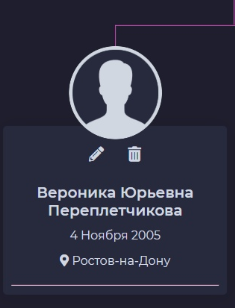 Вероника Юрьевна
Переплетчикова
4 Ноября 2005
Ростов-на-Дону